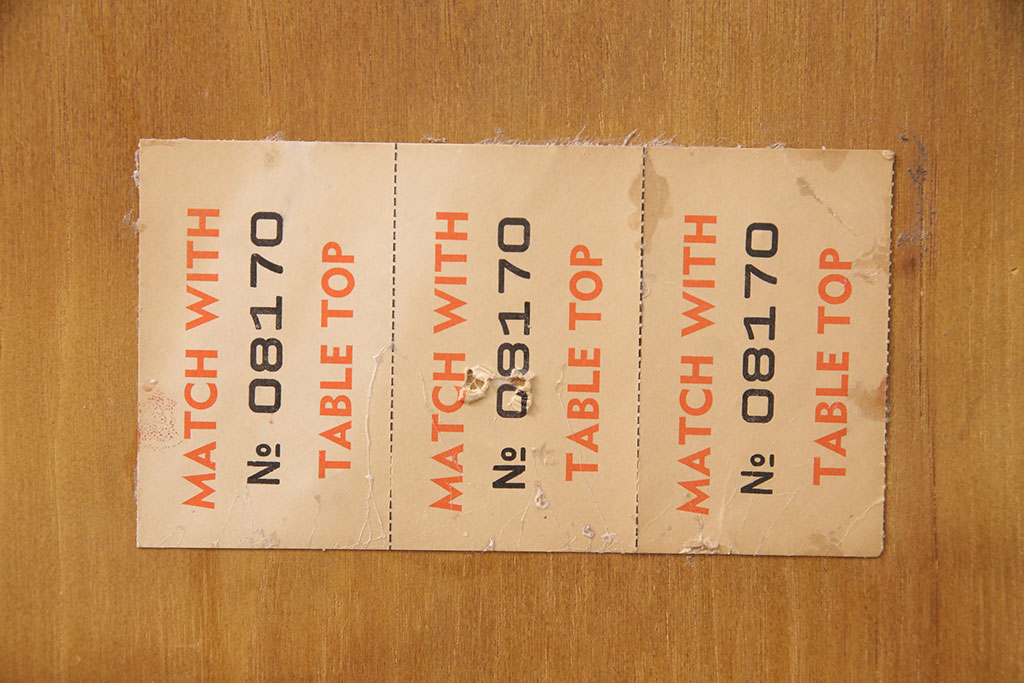 MATCH WITH
№ 08170
TABLE TOP
MATCH WITH
№ 08170
TABLE TOP
MATCH WITH
№ 08170
TABLE TOP